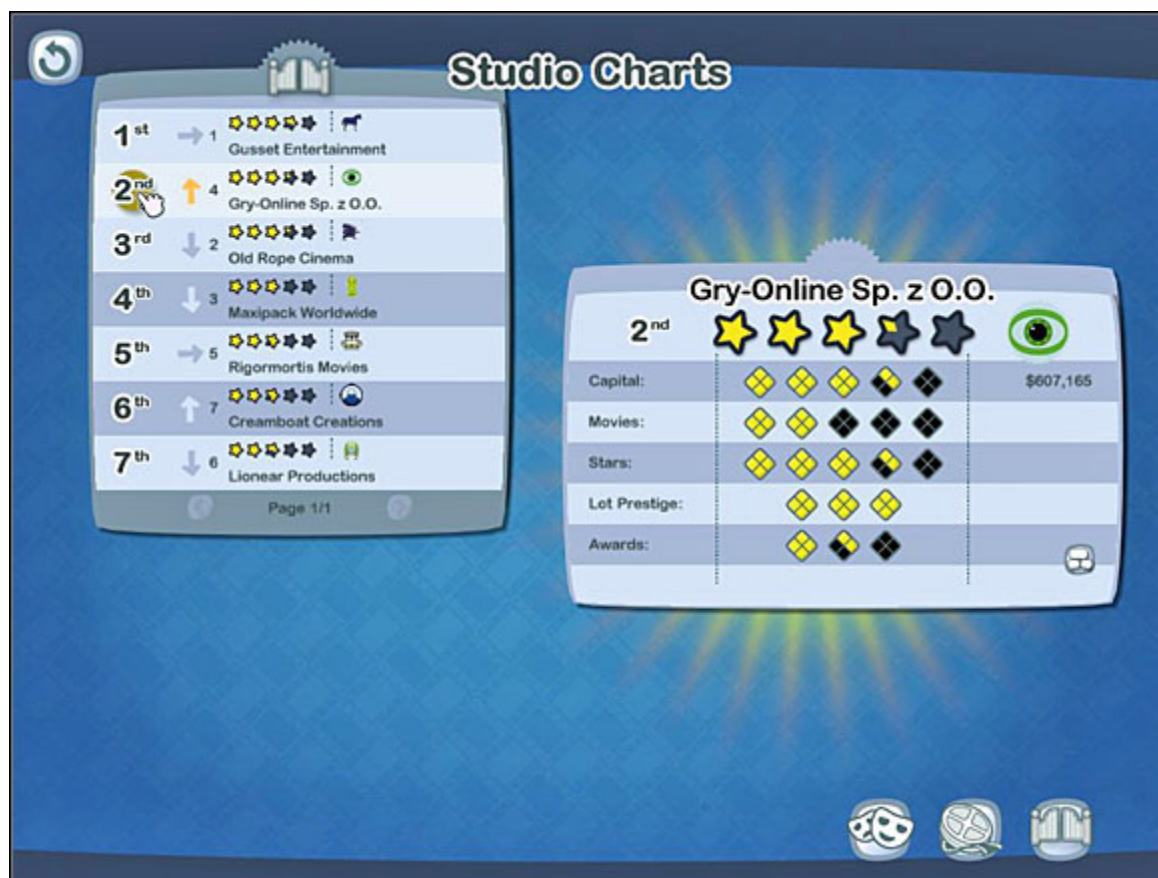 Studio Charts
1st 1
Gusset Entertainment
2nd 4
Gry-Online Sp. z O.O.
3rd 2
Old Rope Cinema
4th 3
Maxipack Worldwide
5th 5
Rigormortis Movies
6th 7
Creamboat Creations
7th 6
Lionear Productions
Page 1/1
Gry-Online Sp. z O.O.
2nd
Capital: $607,165
Movies:
Stars:
Lot Prestige:
Awards: